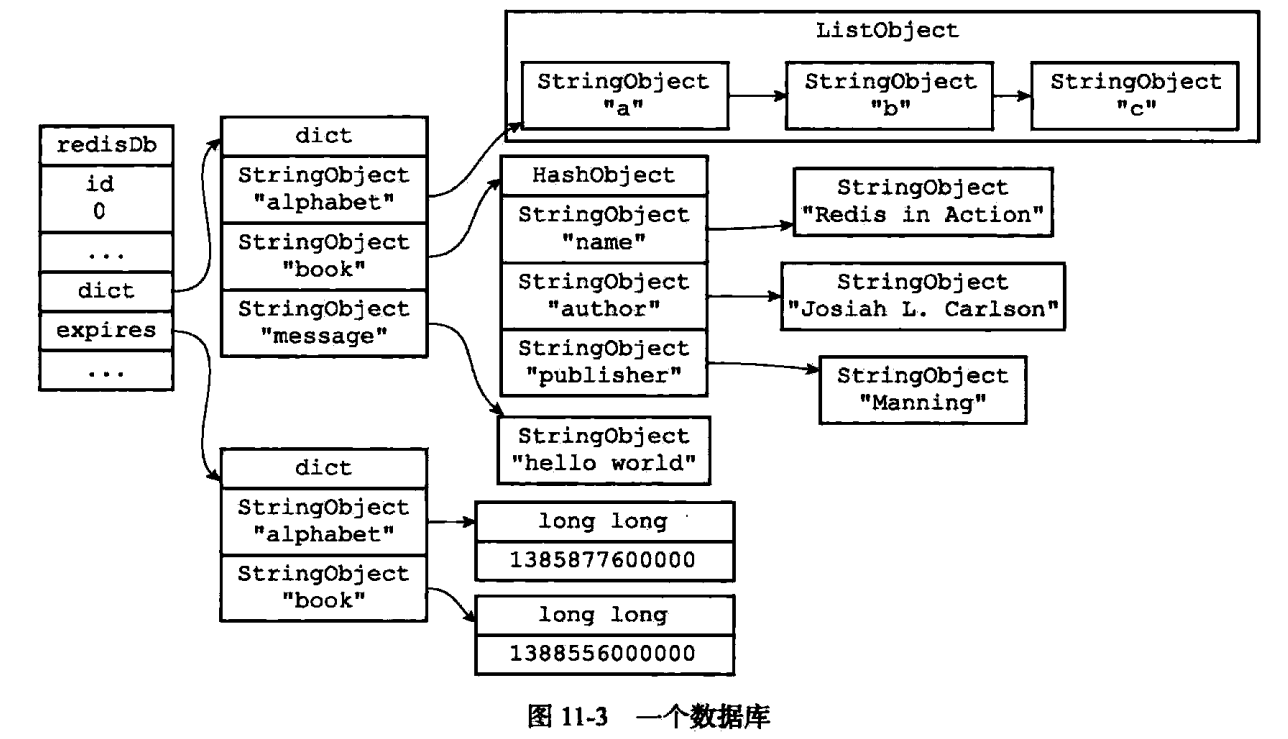 redisDb
id
0
...
dict
expires
...
dict
StringObject
"alphabet"
StringObject
"book"
StringObject
"message"
ListObject
StringObject
"a"
StringObject
"b"
StringObject
"c"
HashObject
StringObject
"name"
StringObject
"author"
StringObject
"publisher"
StringObject
"Redis in Action"
StringObject
"Josiah L. Carlson"
StringObject
"Manning"
StringObject
"hello world"
dict
StringObject
"alphabet"
StringObject
"book"
long long
1385877600000
long long
1388556000000
图 11-3 一个数据库